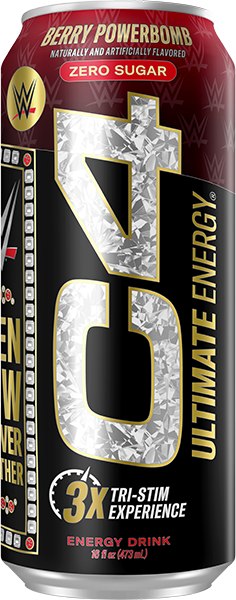 BERRY POWERBOMB
NATURALLY AND ARTIFICIALLY FLAVORED
ZERO SUGAR
W
C4
ULTIMATE ENERGY®
3X TRI-STIM
EXPERIENCE
ENERGY DRINK
16 fl oz (473 mL)